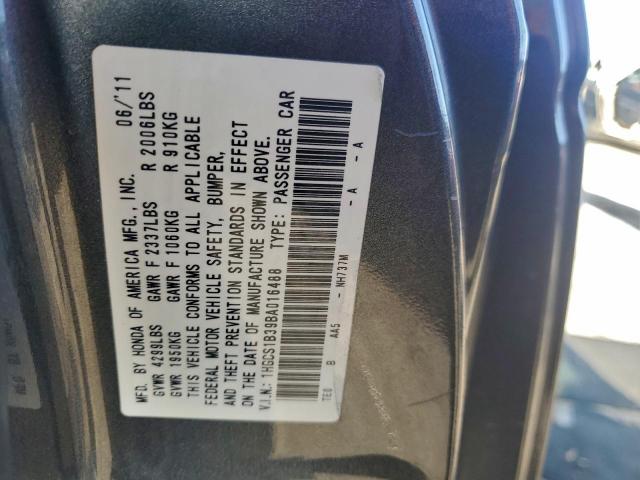 MFD. BY HONDA OF AMERICA MFG., INC. 06/'11
GVWR 4299LBS GAWR F 2337LBS R 2006LBS
GVWR 1950KG GAWR F 1060KG R 910KG
THIS VEHICLE CONFORMS TO ALL APPLICABLE
FEDERAL MOTOR VEHICLE SAFETY, BUMPER,
AND THEFT PREVENTION STANDARDS IN EFFECT
ON THE DATE OF MANUFACTURE SHOWN ABOVE.
V.I.N.: 1HGCS1B39BA016488 TYPE: PASSENGER CAR
TE0 B AA5 - NH737M - A - A